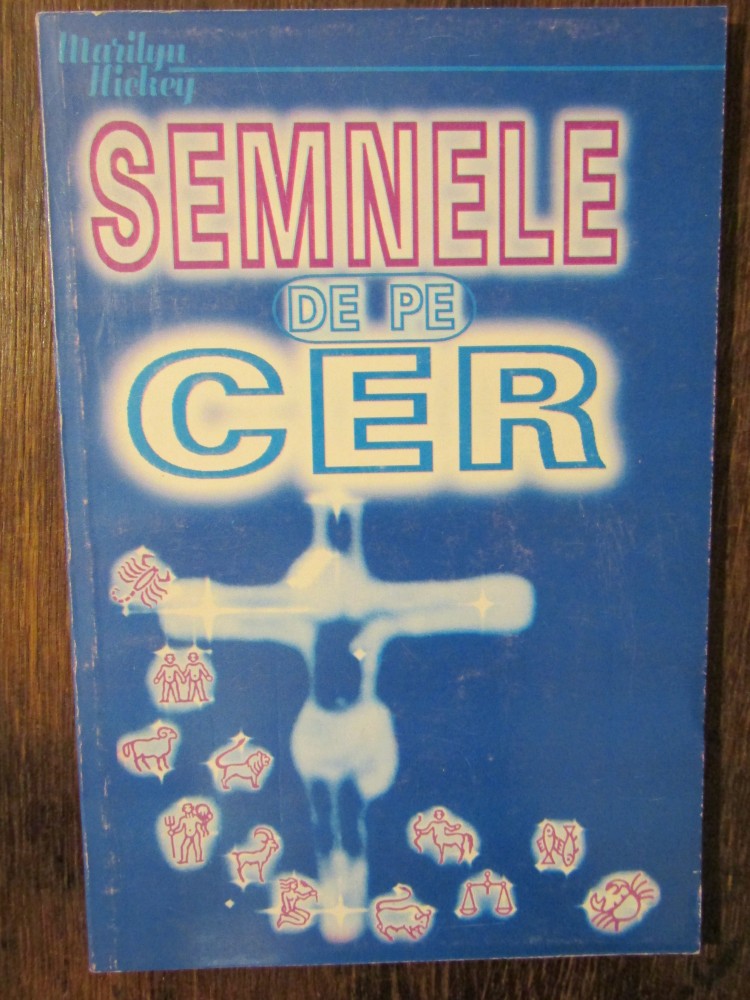 Marilyn
Hickey
SEMNELE
DE PE
CER